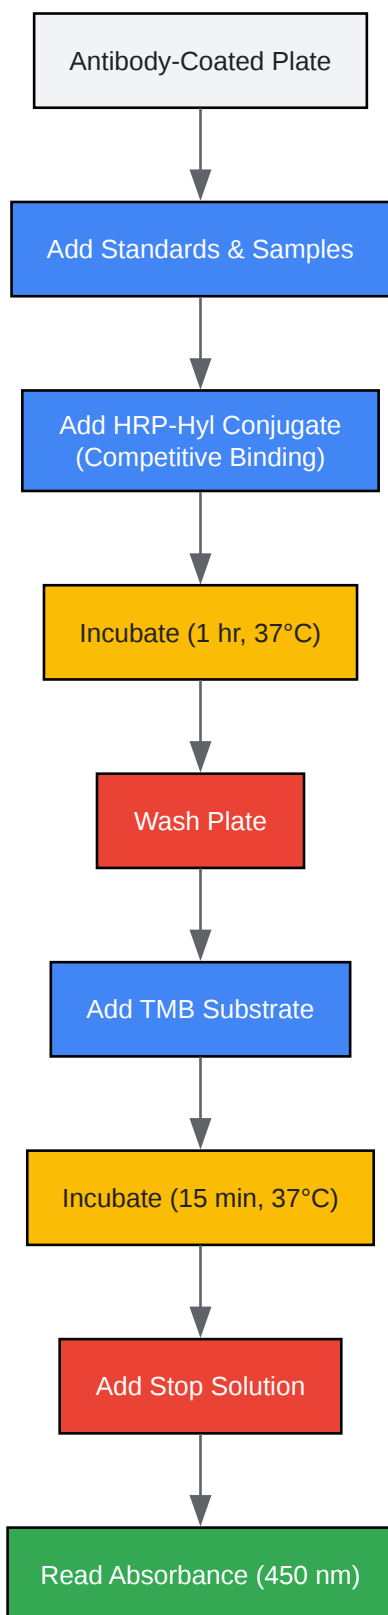 Antibody-Coated Plate
Add Standards & Samples
Add HRP-Hyl Conjugate
(Competitive Binding)
Incubate (1 hr, 37°C)
Wash Plate
Add TMB Substrate
Incubate (15 min, 37°C)
Add Stop Solution
Read Absorbance (450 nm)